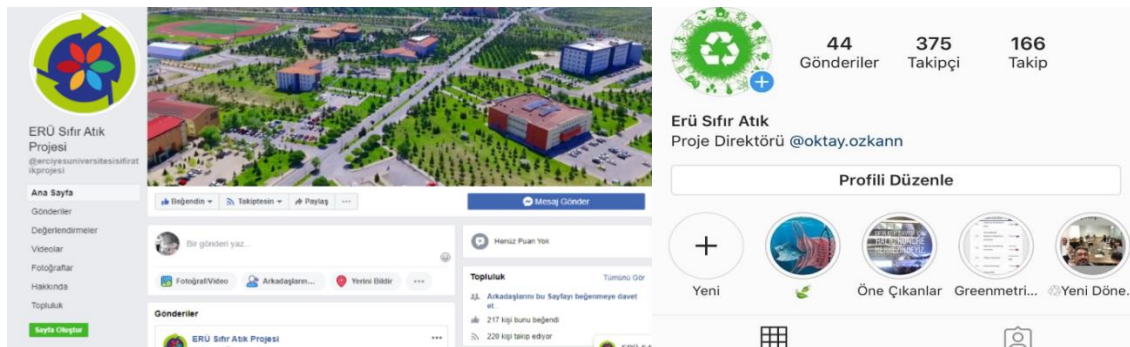 ERÜ Sıfır Atık
Projesi
@erciyesuniversitesisifirat
ikprojesi
Ana Sayfa
Gönderiler
Değerlendirmeler
Videolar
Fotoğraflar
Hakkında
Topluluk
Sayfa Oluştur
Beğendin
Takiptesin
Paylaş
Mesaj Gönder
Bir gönderi yaz...
Fotoğraf/Video
Arkadaşların...
Yerini Bildir
Gönderiler
ERÜ Sıfır Atık Projesi
Henüz Puan Yok
Topluluk
Tümünü Gör
Arkadaşlarını bu Sayfayı beğenmeye davet
et..
217 kişi bunu beğendi
220 kişi takip ediyor
44
375
166
Gönderiler
Takipçi
Takip
Erü Sıfır Atık
Proje Direktörü @oktay.ozkann
Profili Düzenle
Yeni
Öne Çıkanlar
Greenmetri...
Yeni Döne.